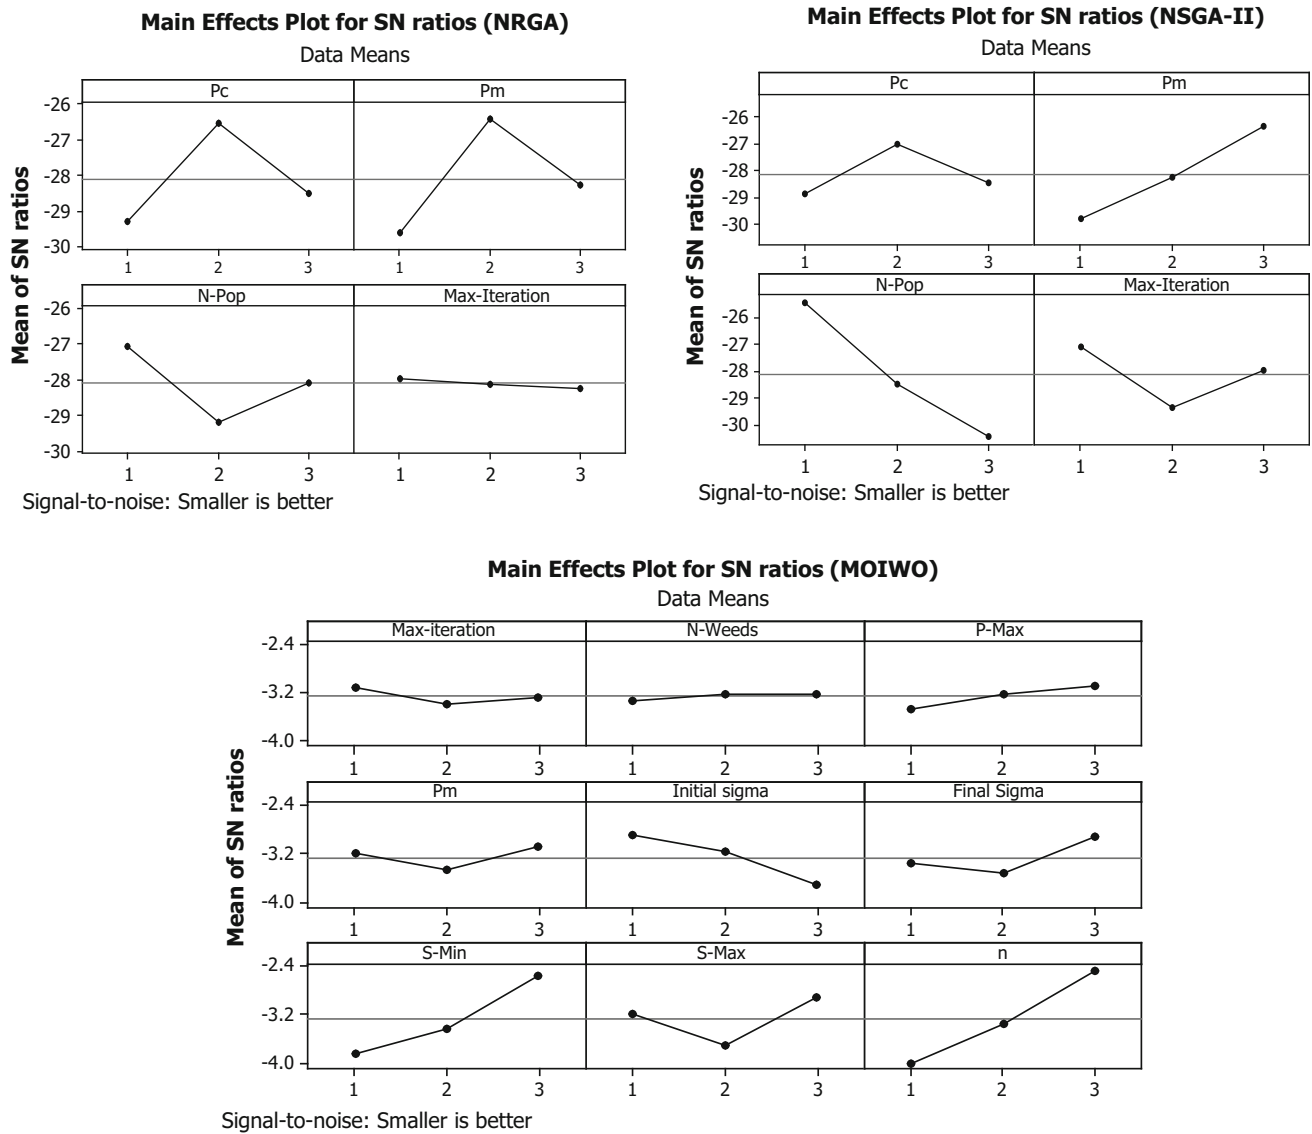 Main Effects Plot for SN ratios (NRGA)
Data Means
Pc Pm
-26
-27
-28
-29
-30
1 2 3 1 2 3
N-Pop Max-Iteration
-26
-27
-28
-29
-30
1 2 3 1 2 3
Mean of SN ratios
Signal-to-noise: Smaller is better
Main Effects Plot for SN ratios (NSGA-II)
Data Means
Pc Pm
-26
-27
-28
-29
-30
1 2 3 1 2 3
N-Pop Max-Iteration
-26
-27
-28
-29
-30
1 2 3 1 2 3
Mean of SN ratios
Signal-to-noise: Smaller is better
Main Effects Plot for SN ratios (MOIWO)
Data Means
Max-iteration N-Weeds P-Max
-2.4
-3.2
-4.0
1 2 3 1 2 3 1 2 3
Pm Initial sigma Final Sigma
-2.4
-3.2
-4.0
1 2 3 1 2 3 1 2 3
S-Min S-Max n
-2.4
-3.2
-4.0
1 2 3 1 2 3 1 2 3
Mean of SN ratios
Signal-to-noise: Smaller is better